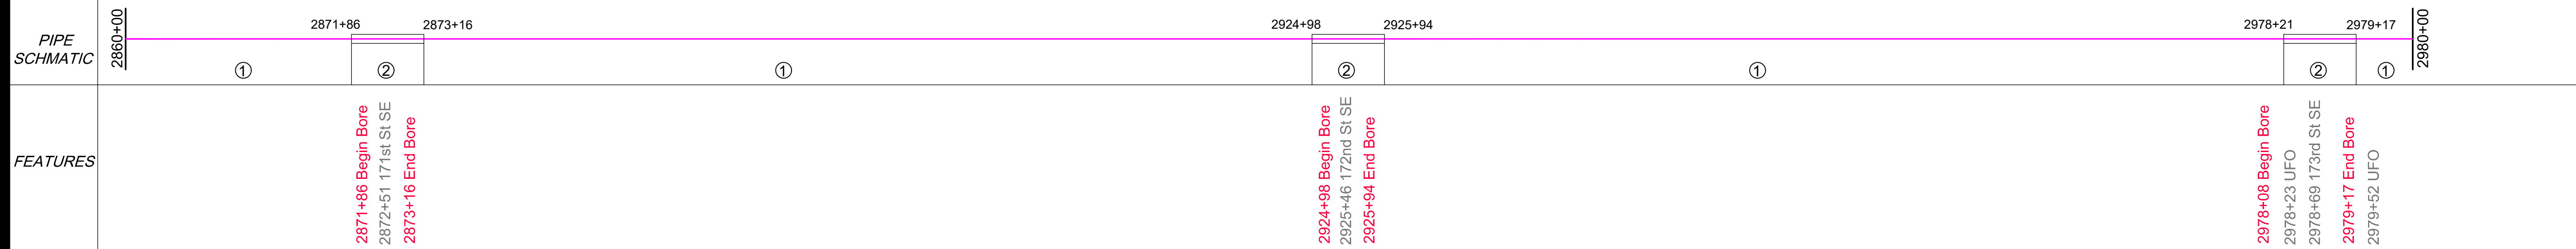 PIPE
SCHMATIC
2860+00
2871+86
2873+16
2924+98
2925+94
2978+21
2979+17
2980+00
1
2
1
2
1
2
1
FEATURES
2871+86 Begin Bore
2872+51 171st St SE
2873+16 End Bore
2924+98 Begin Bore
2925+46 172nd St SE
2925+94 End Bore
2978+08 Begin Bore
2978+23 UFO
2978+69 173rd St SE
2979+17 End Bore
2979+52 UFO